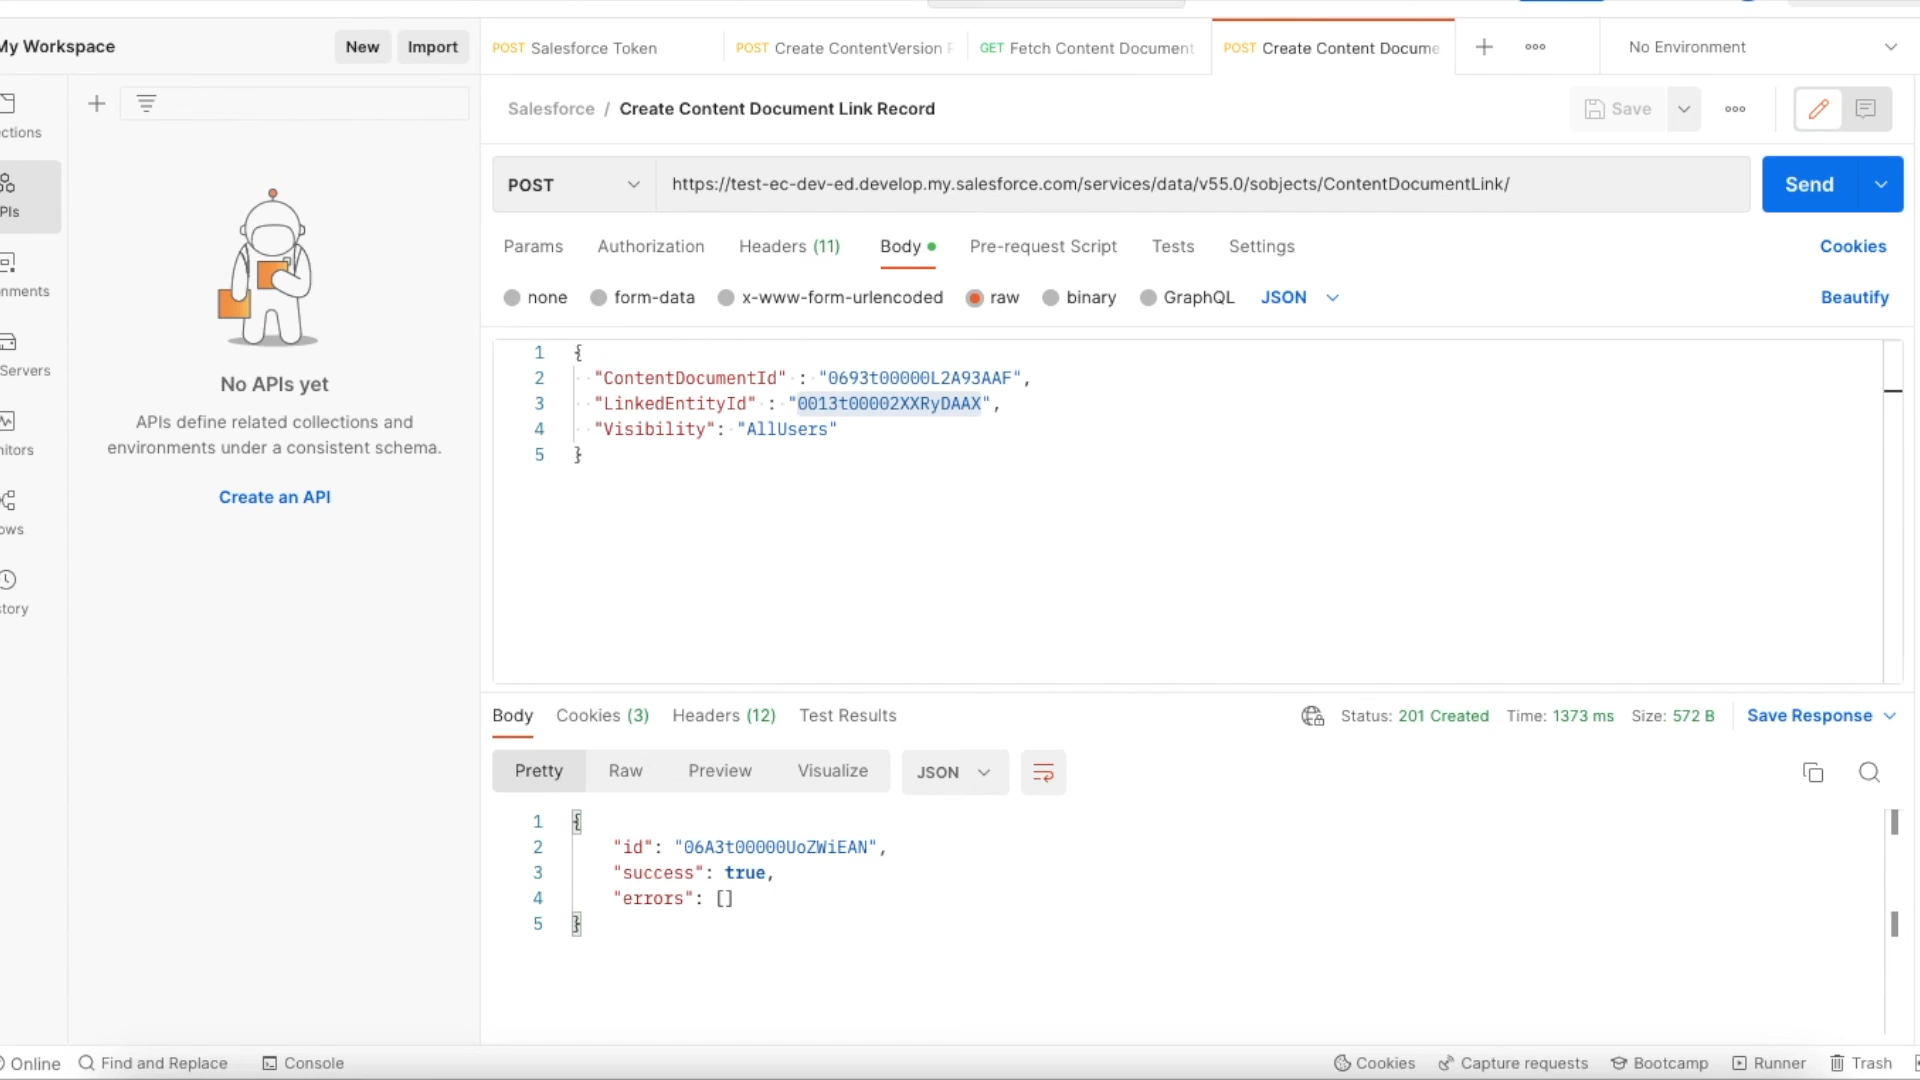 My Workspace
New
Import
POST Salesforce Token
POST Create ContentVersion
GET Fetch Content Document
POST Create Content Docume
No Environment
Salesforce / Create Content Document Link Record
Save
POST
https://test-ec-dev-ed.develop.my.salesforce.com/services/data/v55.0/sobjects/ContentDocumentLink/
Send
Params
Authorization
Headers (11)
Body
Pre-request Script
Tests
Settings
Cookies
none
form-data
x-www-form-urlencoded
raw
binary
GraphQL
JSON
Beautify
1 {
2 "ContentDocumentId" : "0693t00000L2A93AAF",
3 "LinkedEntityId" : "0013t00002XXRyDAAX",
4 "Visibility": "AllUsers"
5 }
ctions
PIs
nments
Servers
nitors
ows
story
No APIs yet
APIs define related collections and
environments under a consistent schema.
Create an API
Body
Cookies (3)
Headers (12)
Test Results
Status: 201 Created
Time: 1373 ms
Size: 572 B
Save Response
Pretty
Raw
Preview
Visualize
JSON
1 {
2 "id": "06A3t00000UoZWiEAN",
3 "success": true,
4 "errors": []
5 }
Online
Find and Replace
Console
Cookies
Capture requests
Bootcamp
Runner
Trash